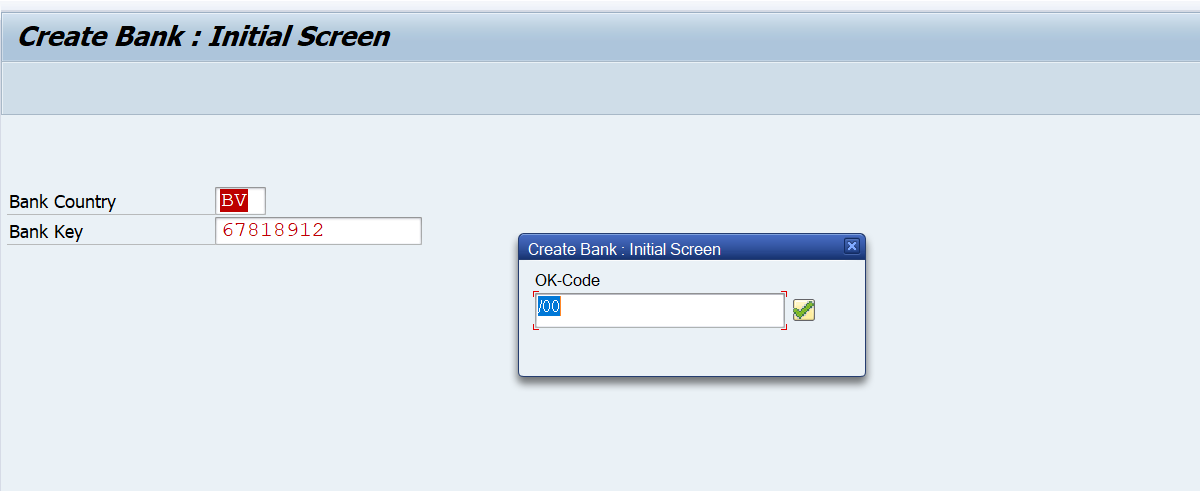 Create Bank : Initial Screen
Bank Country BV
Bank Key 67818912
Create Bank : Initial Screen
OK-Code
/00